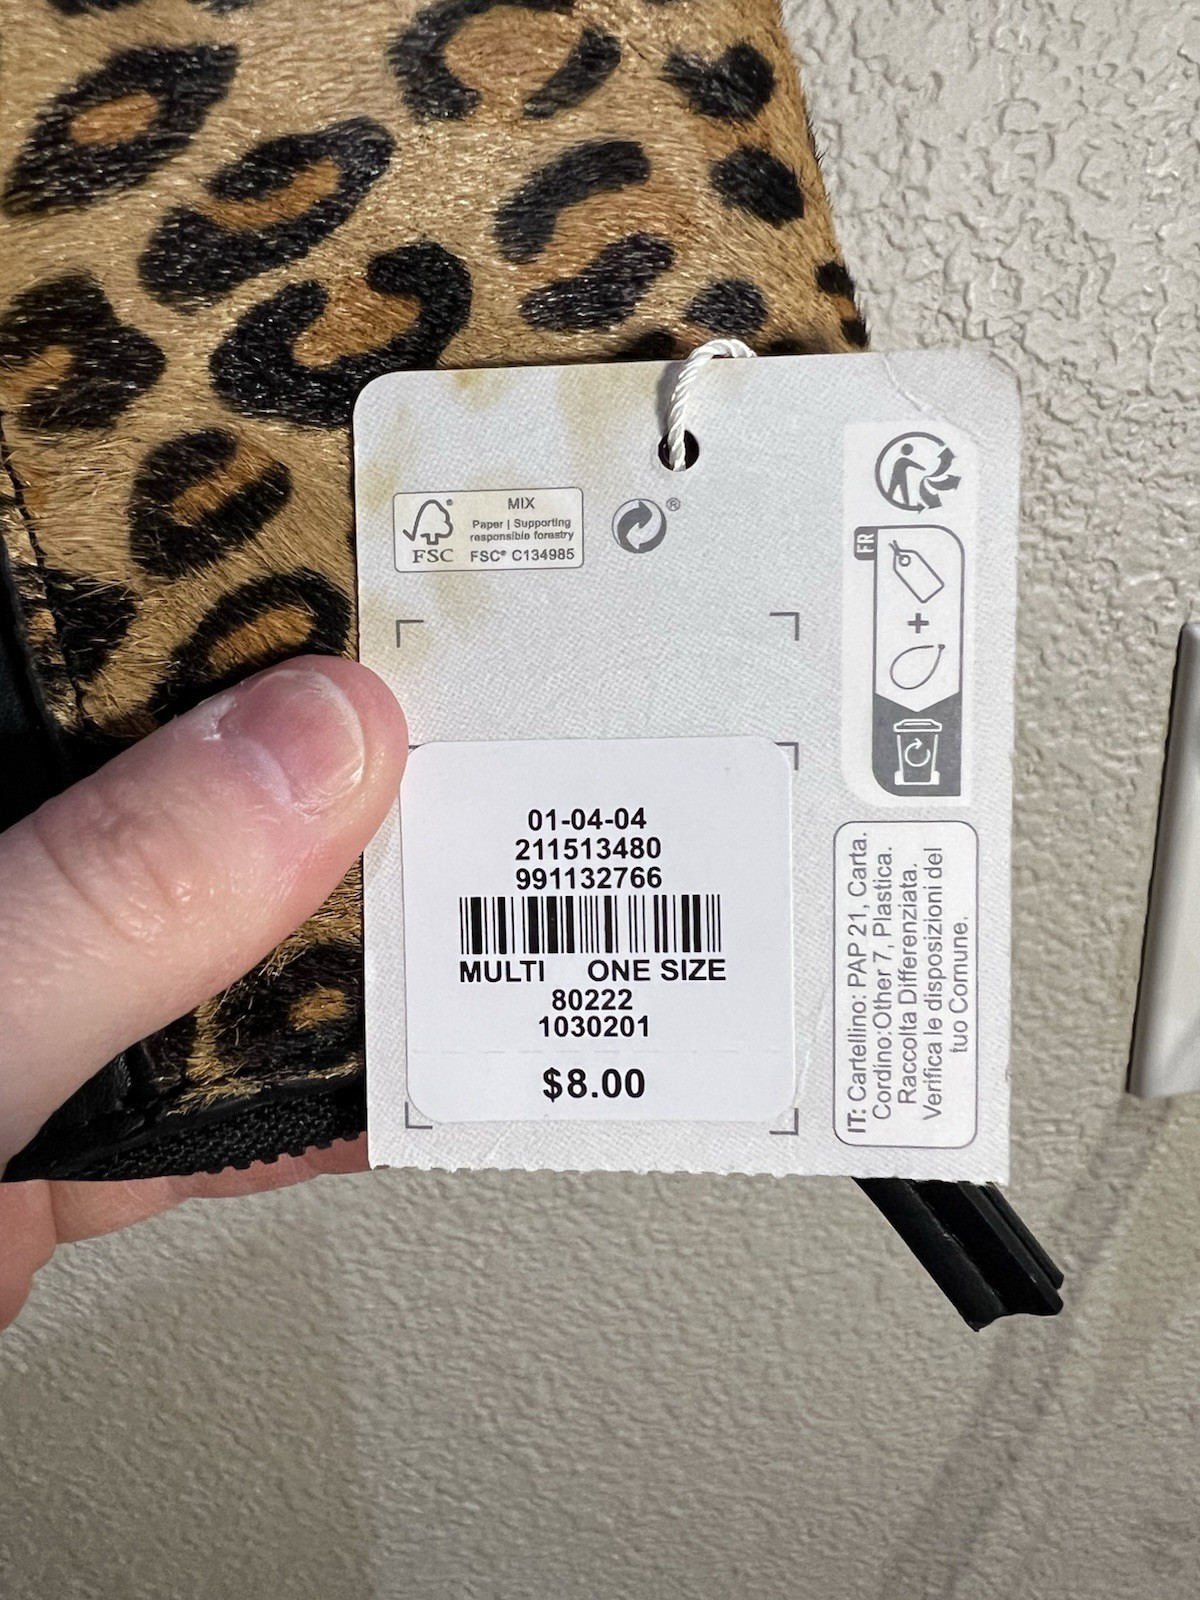 MIX
Paper | Supporting
responsible forestry
FSC® C134985
FSC
®
FR
01-04-04
211513480
991132766
MULTI ONE SIZE
80222
1030201
$8.00
IT: Cartellino: PAP 21, Carta.
Cordino:Other 7, Plastica.
Raccolta Differenziata.
Verifica le disposizioni del
tuo Comune.